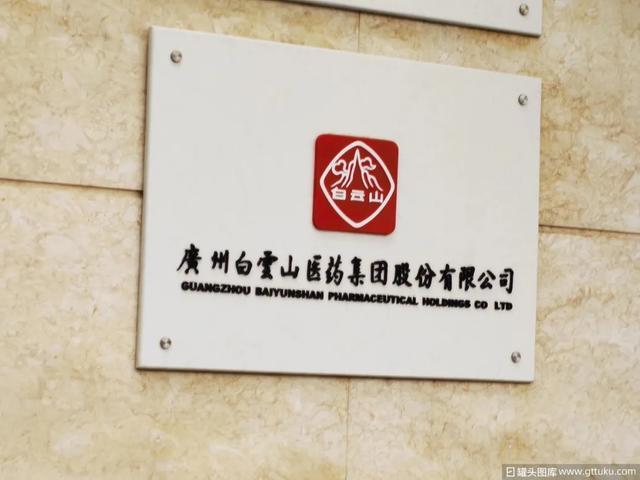 白云山
廣州白雲山医药集团股份有限公司
GUANGZHOU BAIYUNSHAN PHARMACEUTICAL HOLDINGS CO LTD
罐头图库 www.gttuku.com